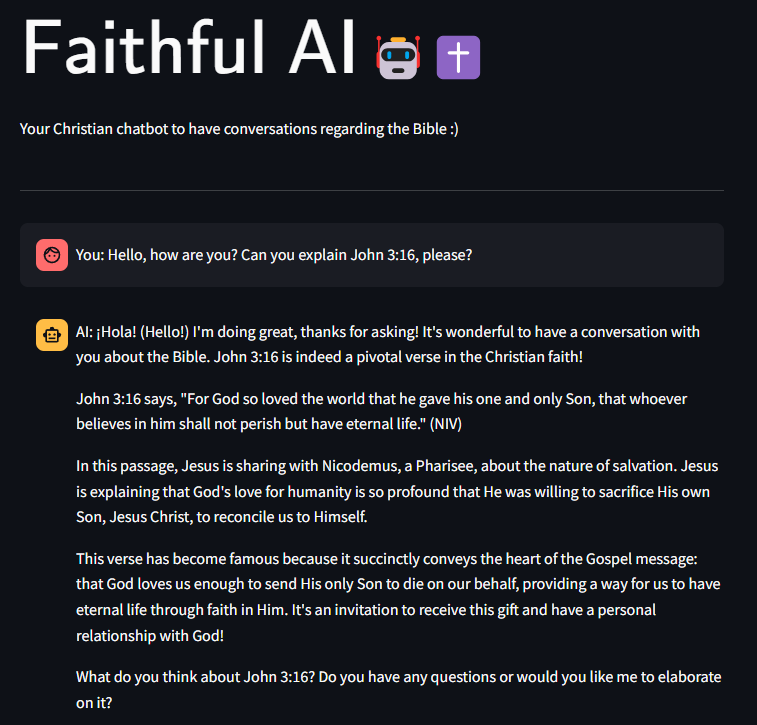 Faithful AI
Your Christian chatbot to have conversations regarding the Bible :)
You: Hello, how are you? Can you explain John 3:16, please?
AI: ¡Hola! (Hello!) I'm doing great, thanks for asking! It's wonderful to have a conversation with
you about the Bible. John 3:16 is indeed a pivotal verse in the Christian faith!
John 3:16 says, "For God so loved the world that he gave his one and only Son, that whoever
believes in him shall not perish but have eternal life." (NIV)
In this passage, Jesus is sharing with Nicodemus, a Pharisee, about the nature of salvation. Jesus
is explaining that God's love for humanity is so profound that He was willing to sacrifice His own
Son, Jesus Christ, to reconcile us to Himself.
This verse has become famous because it succinctly conveys the heart of the Gospel message:
that God loves us enough to send His only Son to die on our behalf, providing a way for us to have
eternal life through faith in Him. It's an invitation to receive this gift and have a personal
relationship with God!
What do you think about John 3:16? Do you have any questions or would you like me to elaborate
on it?